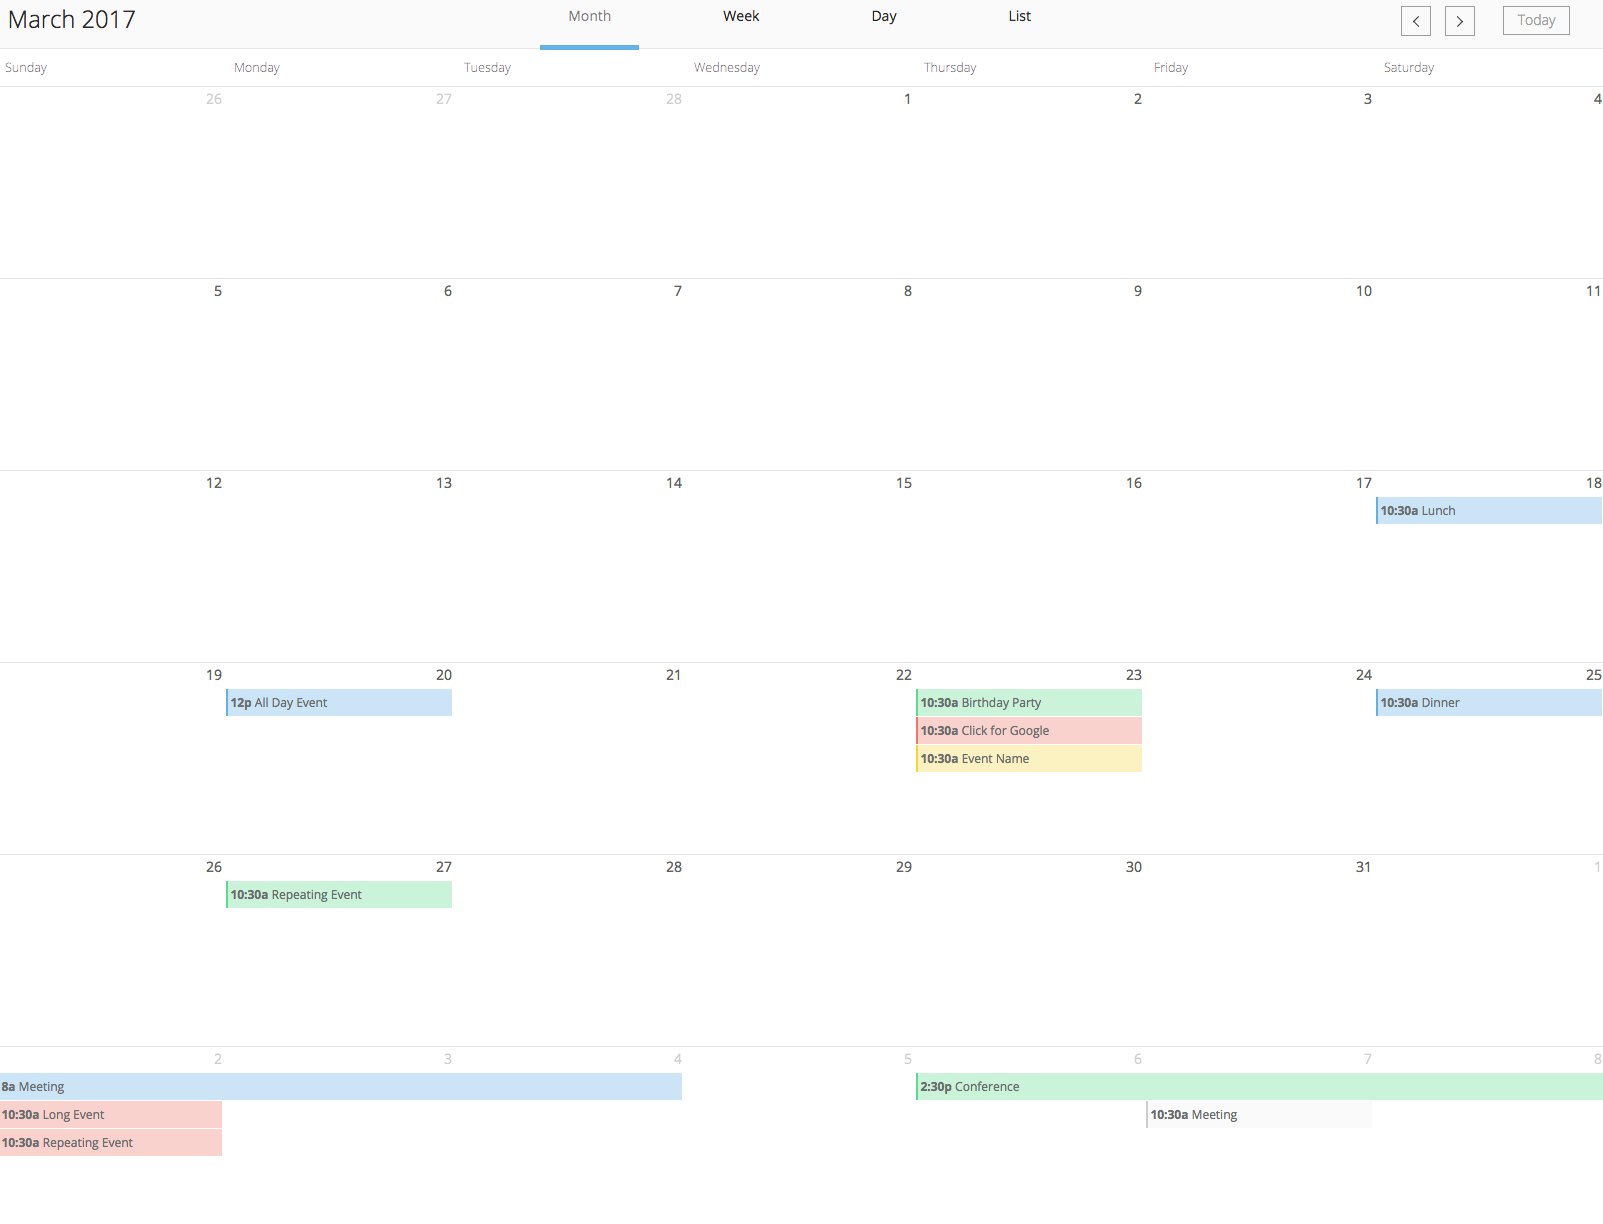 March 2017 Month Week Day List Today
Sunday Monday Tuesday Wednesday Thursday Friday Saturday
26 27 28 1 2 3 4
5 6 7 8 9 10 11
12 13 14 15 16 17 18
10:30a Lunch
19 20 21 22 23 24 25
12p All Day Event 10:30a Birthday Party 10:30a Dinner
10:30a Click for Google
10:30a Event Name
26 27 28 29 30 31 1
10:30a Repeating Event
2 3 4 5 6 7 8
8a Meeting 2:30p Conference
10:30a Long Event 10:30a Meeting
10:30a Repeating Event